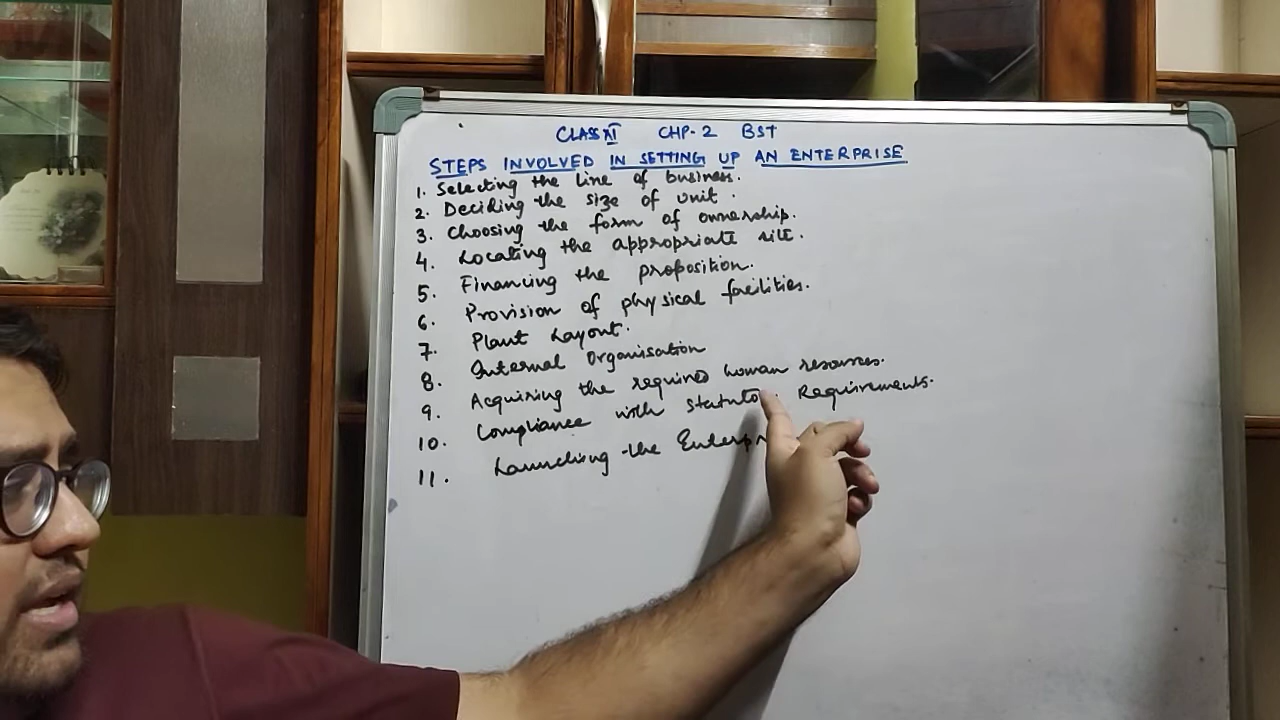 CLASS XI CHP-2 BST
STEPS INVOLVED IN SETTING UP AN ENTERPRISE
1. Selecting the line of business.
2. Deciding the size of unit.
3. Choosing the form of ownership.
4. Locating the appropriate site.
5. Financing the proposition.
6. Provision of physical facilities.
7. Plant Layout.
8. Internal Organisation
9. Acquiring the required human resources.
10. Compliance with Requirements.
11. Launching the